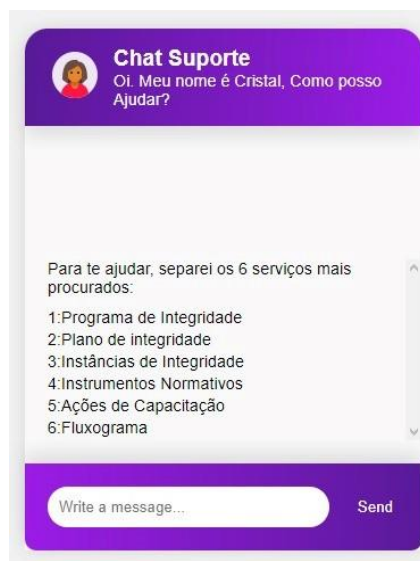 Chat Suporte
Oi. Meu nome é Cristal, Como posso
Ajudar?
Para te ajudar, separei os 6 serviços mais
procurados:
1:Programa de Integridade
2:Plano de integridade
3:Instâncias de Integridade
4:Instrumentos Normativos
5:Ações de Capacitação
6:Fluxograma
Write a message...
Send